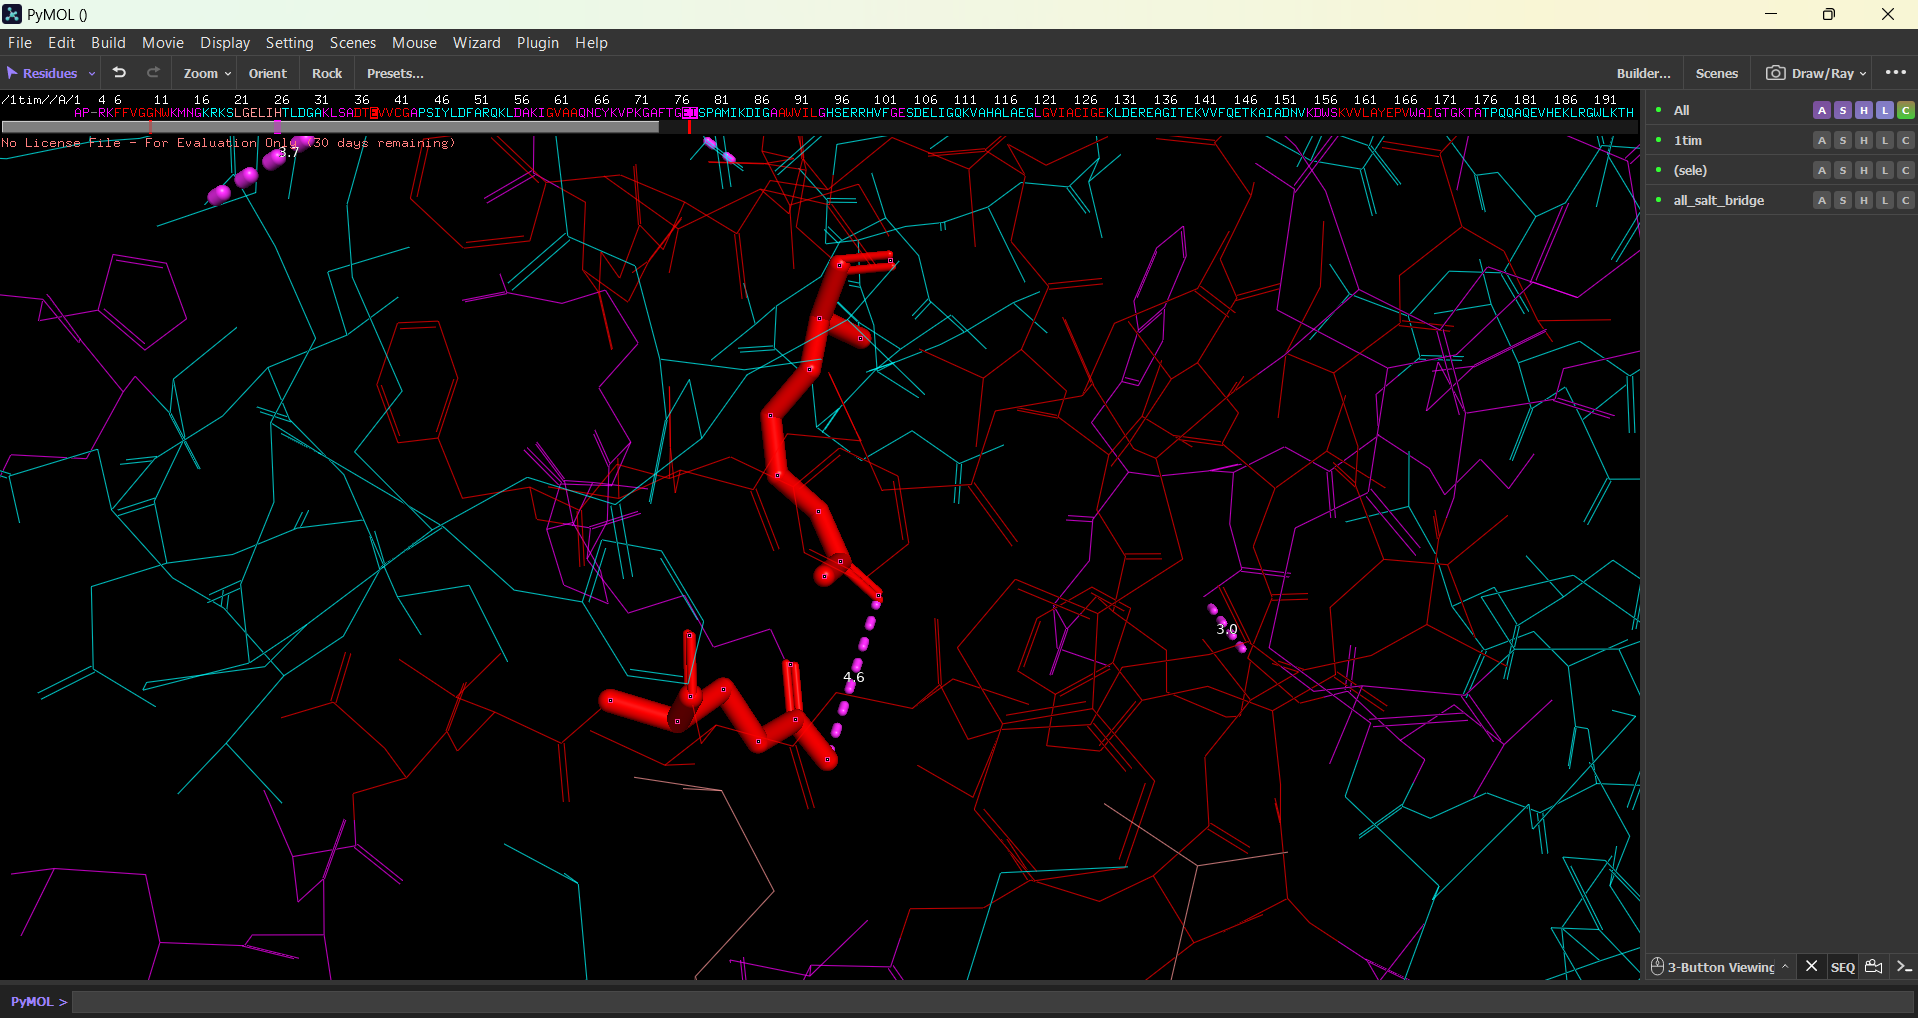 PyMOL ()
File Edit Build Movie Display Setting Scenes Mouse Wizard Plugin Help
Residues Zoom Orient Rock Presets... Builder... Scenes Draw/Ray
/1tim//A/1 4 6 11 16 21 26 31 36 41 46 51 56 61 66 71 76 81 86 91 96 101 106 111 116 121 126 131 136 141 146 151 156 161 166 171 176 181 186 191
AP-RKFFVGGNWKMNGKRKSLGELIHTLDGAKLSADTEVVCGAPSIYLDFARQKLDAKIGVAAQNCYKVPKGAFTGEISPAMIKDIGAAWVILGHSERRHVFGESDELIGQKVAHALAEGLGVIACIGEKLDEREAGITEKVVFQETKAIADNVKDWSKVVLAYEPVWAIGTGKTATPQQAQEVHEKLRGWLKTH
No License File - For Evaluation Only (30 days remaining)
3.7
3.0
4.6
All A S H L C
1tim A S H L C
(sele) A S H L C
all_salt_bridge A S H L C
3-Button Viewing SEQ
PyMOL >